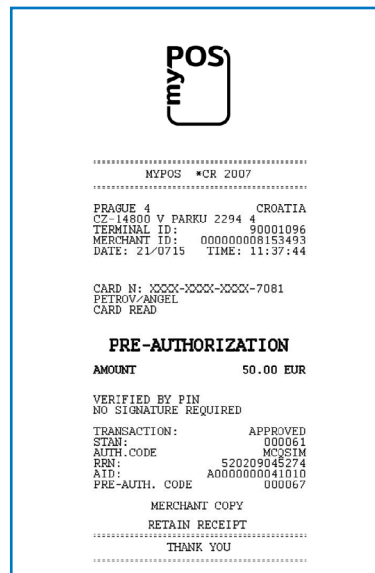 myPOS
MYPOS *CR 2007
PRAGUE 4 CROATIA
CZ-14800 V PARKU 2294 4
TERMINAL ID: 90001096
MERCHANT ID: 000000008153493
DATE: 21/0715 TIME: 11:37:44
CARD N: XXXX-XXXX-XXXX-7081
PETROV/ANGEL
CARD READ
PRE-AUTHORIZATION
AMOUNT 50.00 EUR
VERIFIED BY PIN
NO SIGNATURE REQUIRED
TRANSACTION: APPROVED
STAN: 000061
AUTH.CODE MCQSIM
RRN: 520209045274
AID: A0000000041010
PRE-AUTH. CODE 000067
MERCHANT COPY
RETAIN RECEIPT
THANK YOU